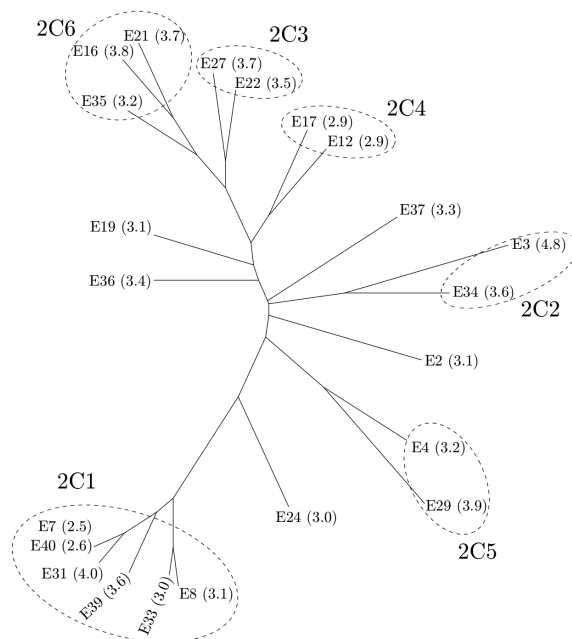 2C6
E21 (3.7)
E16 (3.8)
E35 (3.2)
2C3
E27 (3.7)
E22 (3.5)
2C4
E17 (2.9)
E12 (2.9)
E37 (3.3)
E19 (3.1)
E3 (4.8)
E36 (3.4)
E34 (3.6)
2C2
E2 (3.1)
E4 (3.2)
E29 (3.9)
2C5
E24 (3.0)
2C1
E7 (2.5)
E40 (2.6)
E31 (4.0)
E39 (3.6)
E33 (3.0)
E8 (3.1)